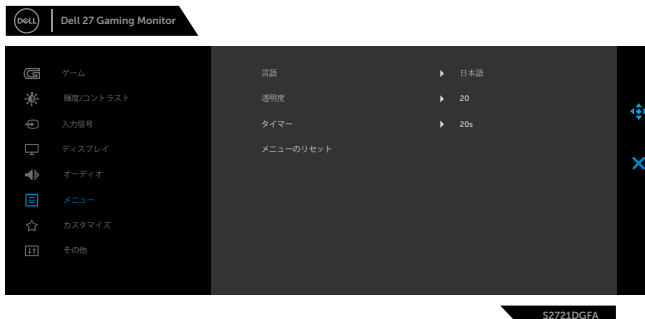 DELL
Dell 27 Gaming Monitor
ゲーム
言語 日本語
輝度/コントラスト
透明度 20
入力信号
タイマー 20s
ディスプレイ
メニューのリセット
オーディオ
メニュー
カスタマイズ
その他
S2721DGFA